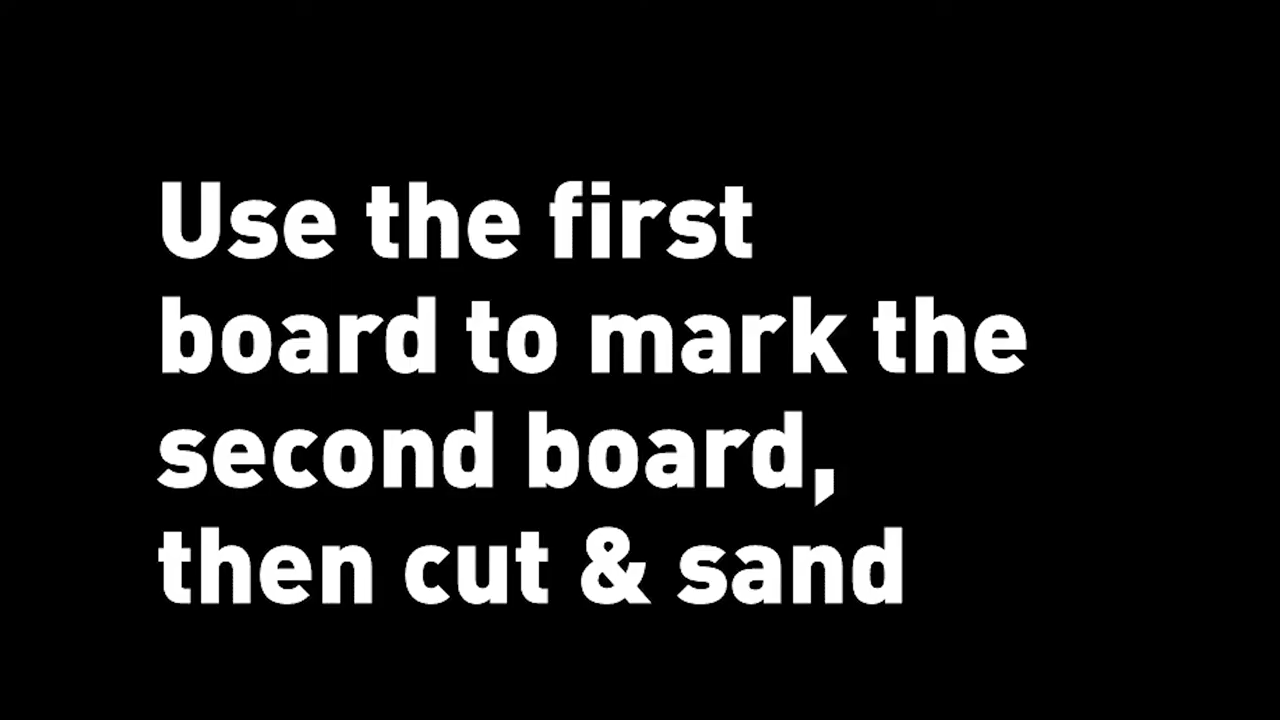 Use the first
board to mark the
second board,
then cut & sand